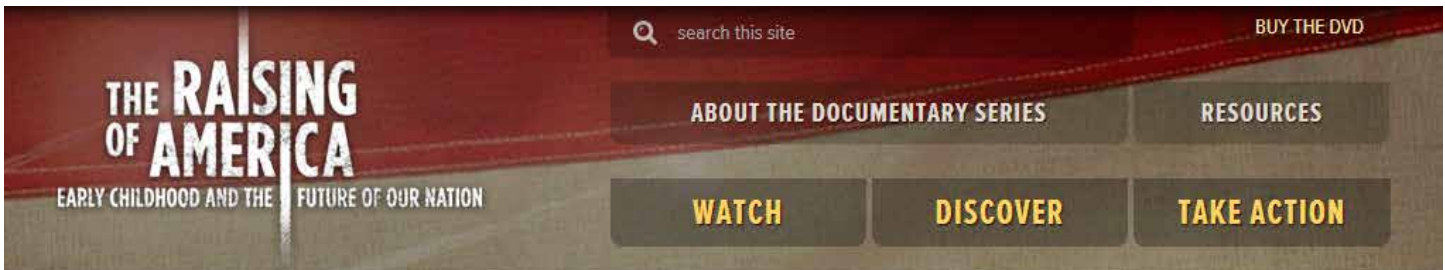 search this site
BUY THE DVD
THE RAISING
OF AMERICA
EARLY CHILDHOOD AND THE FUTURE OF OUR NATION
ABOUT THE DOCUMENTARY SERIES
RESOURCES
WATCH
DISCOVER
TAKE ACTION